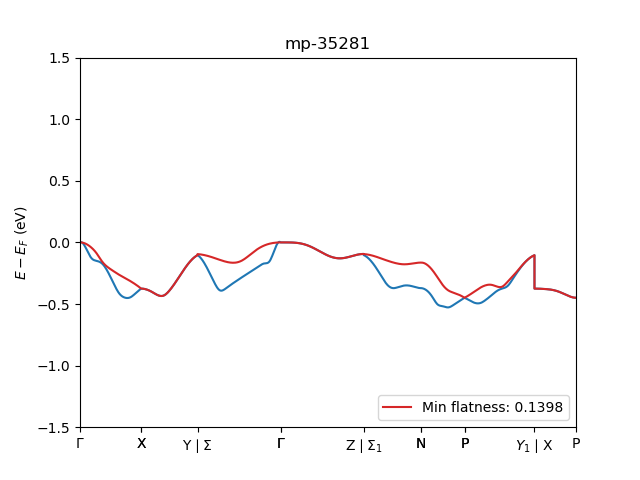 mp-35281
E − E_F (eV)
1.5
1.0
0.5
0.0
−0.5
−1.0
−1.5
Min flatness: 0.1398
Γ X Y | Σ Γ Z | Σ₁ N P Y₁ | X P